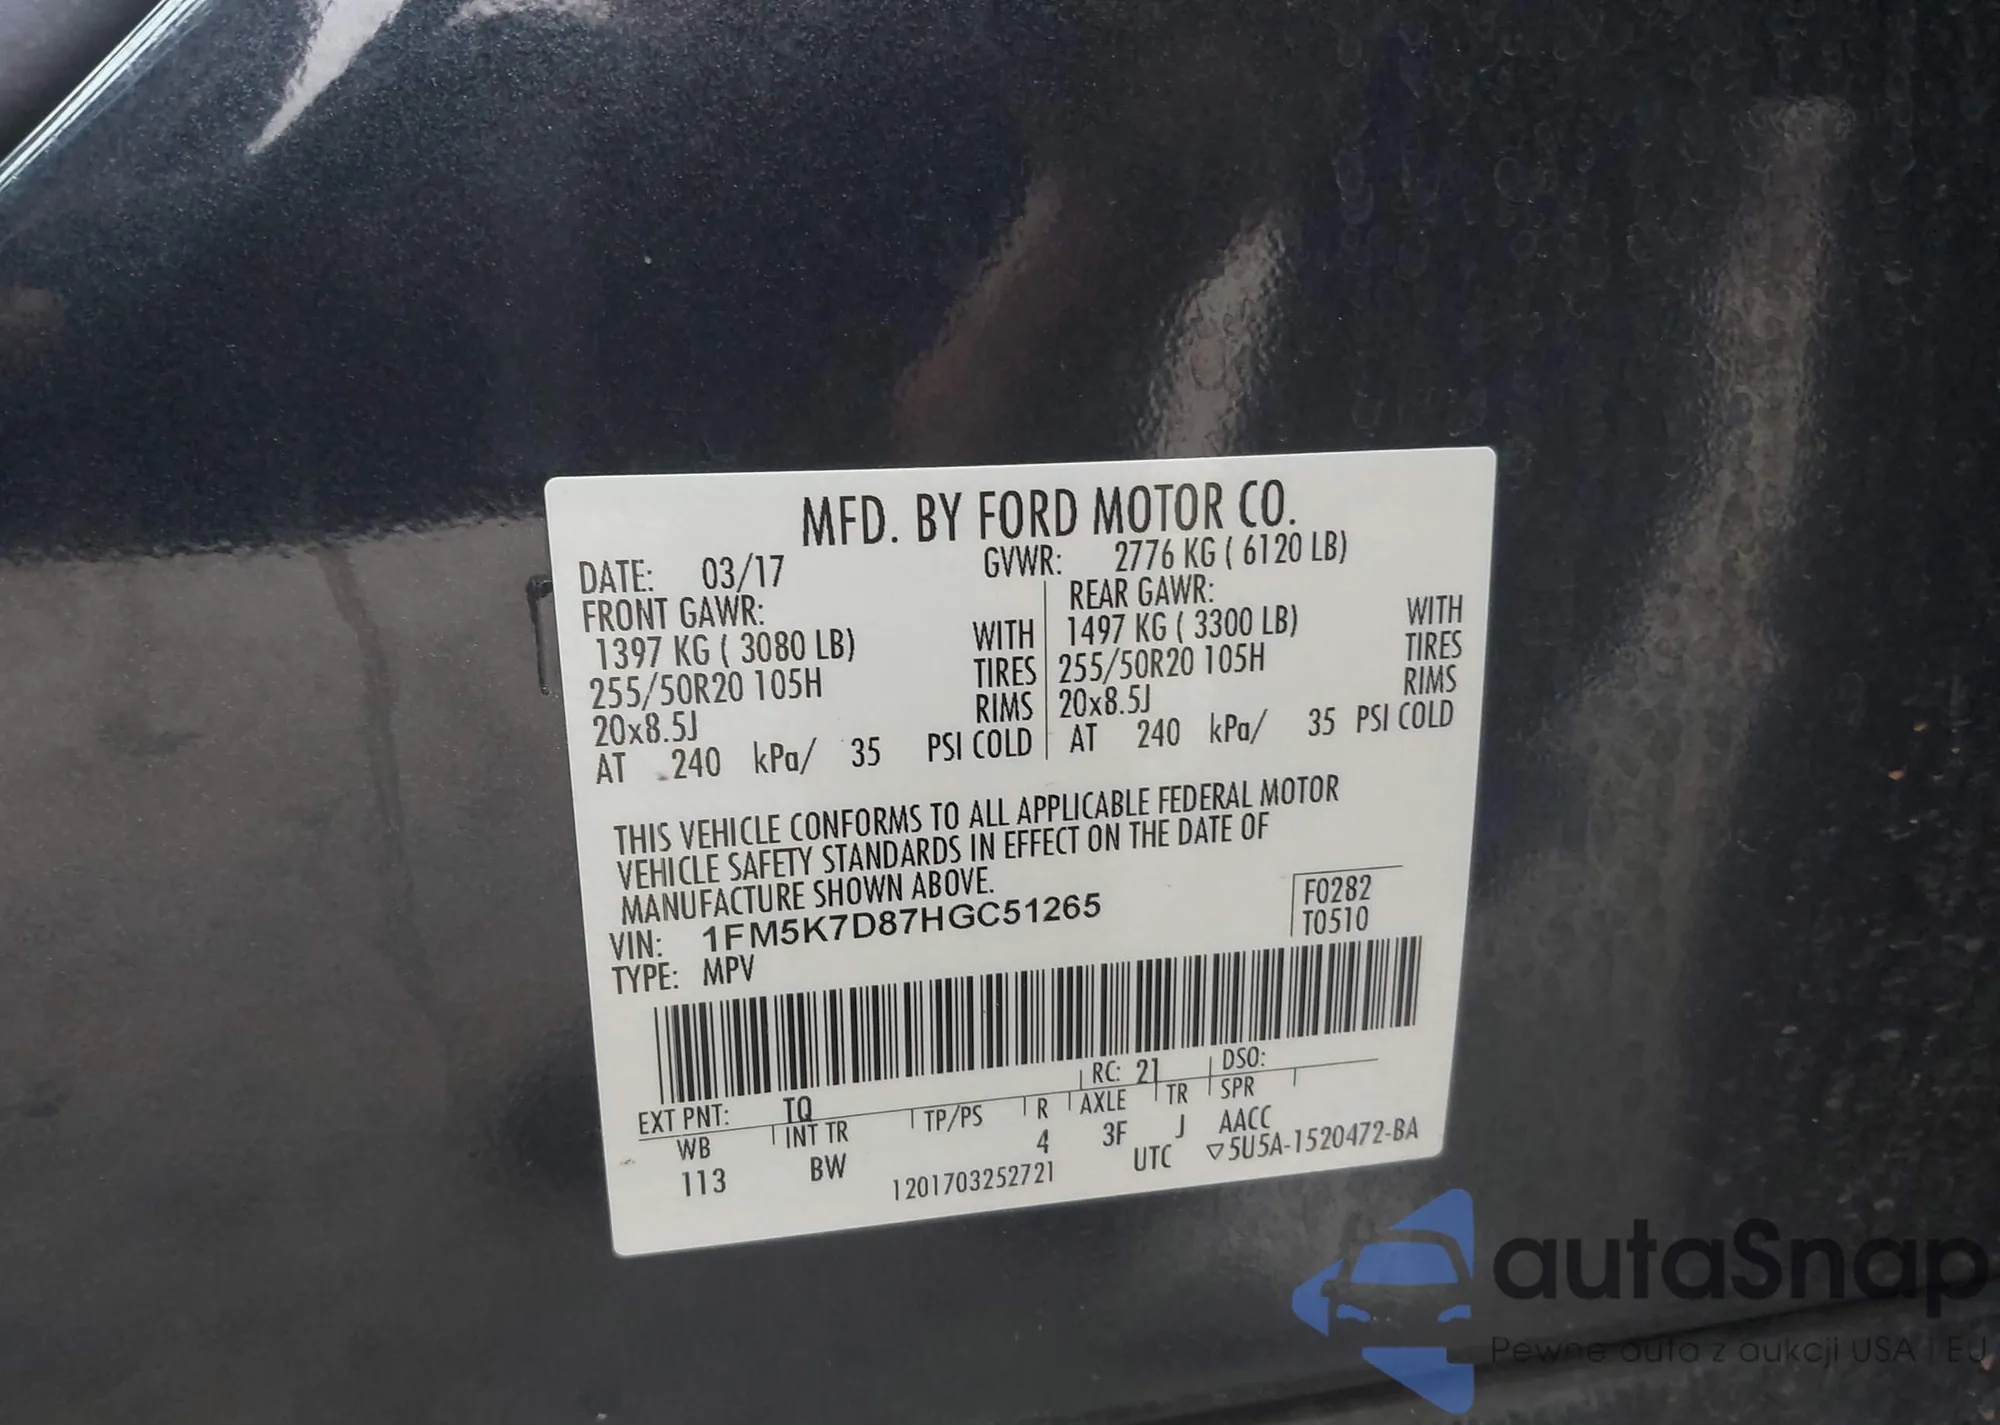 MFD. BY FORD MOTOR CO.
DATE: 03/17 GVWR: 2776 KG ( 6120 LB)
FRONT GAWR: REAR GAWR:
1397 KG ( 3080 LB) WITH 1497 KG ( 3300 LB) WITH
255/50R20 105H TIRES 255/50R20 105H TIRES
20x8.5J RIMS 20x8.5J RIMS
AT 240 kPa/ 35 PSI COLD AT 240 kPa/ 35 PSI COLD
THIS VEHICLE CONFORMS TO ALL APPLICABLE FEDERAL MOTOR
VEHICLE SAFETY STANDARDS IN EFFECT ON THE DATE OF
MANUFACTURE SHOWN ABOVE.
F0282
VIN: 1FM5K7D87HGC51265 T0510
TYPE: MPV
EXT PNT: TQ RC: 21 DSO:
WB INT TR TP/PS R AXLE TR SPR
113 BW 4 3F J AACC
1201703252721 UTC ▽5U5A-1520472-BA
autaSnap
Pewne auta z aukcji USA i EU